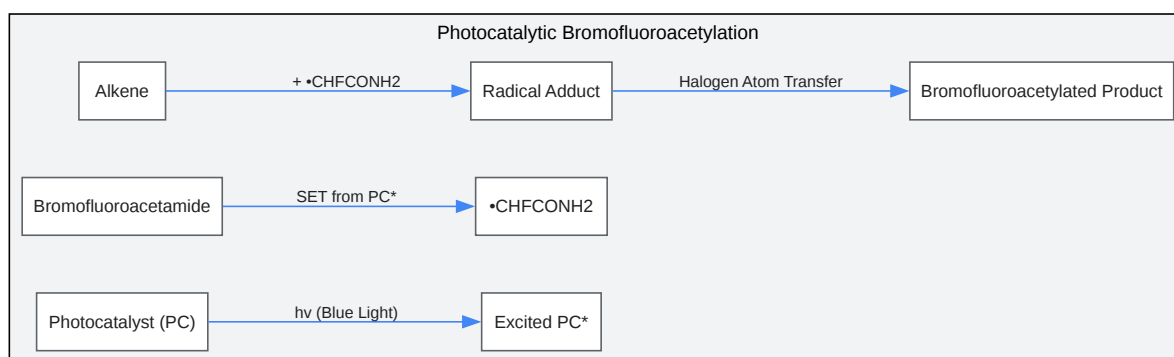 Photocatalytic Bromofluoroacetylation
Alkene
+ •CHFCONH2
Radical Adduct
Halogen Atom Transfer
Bromofluoroacetylated Product
Bromofluoroacetamide
SET from PC*
•CHFCONH2
Photocatalyst (PC)
hv (Blue Light)
Excited PC*